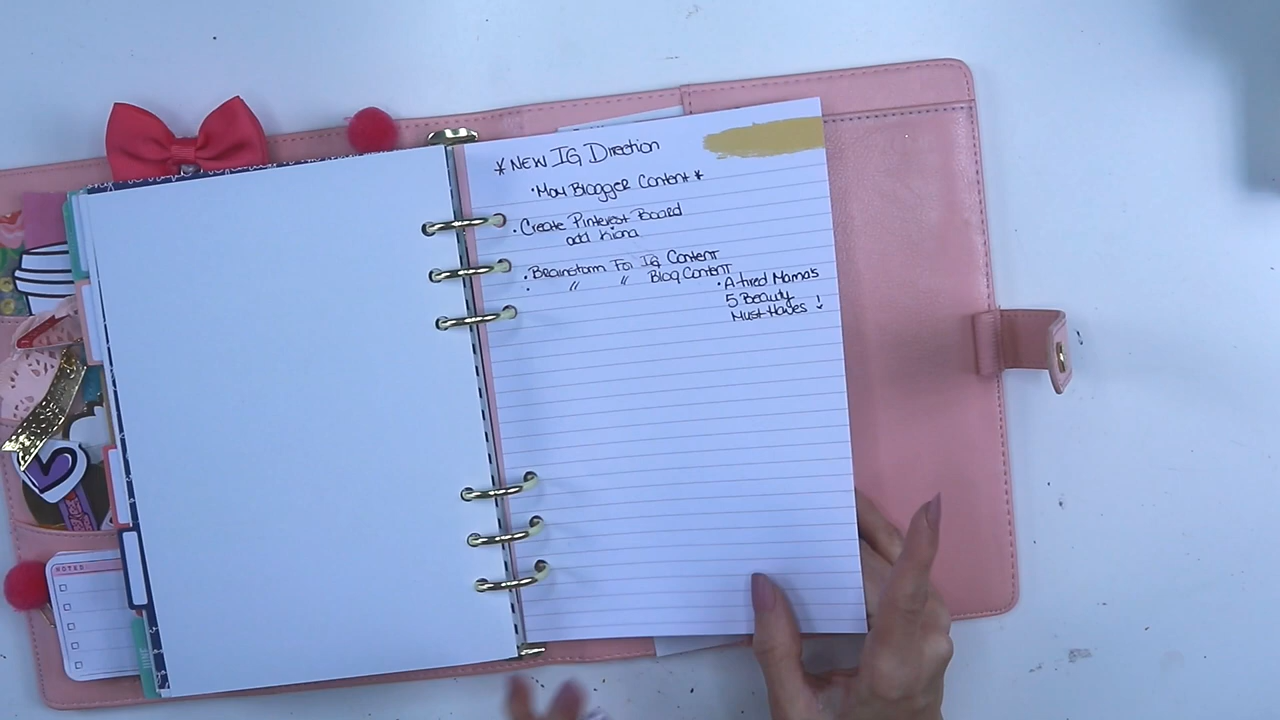 *NEW IG Direction
•Mom Blogger Content*
•Create Pinterest Board
add Kiana
•Brainstorm For IG Content
• " " Blog Content
•A tired Mama's
5 Beauty
Must Haves !
NOTES